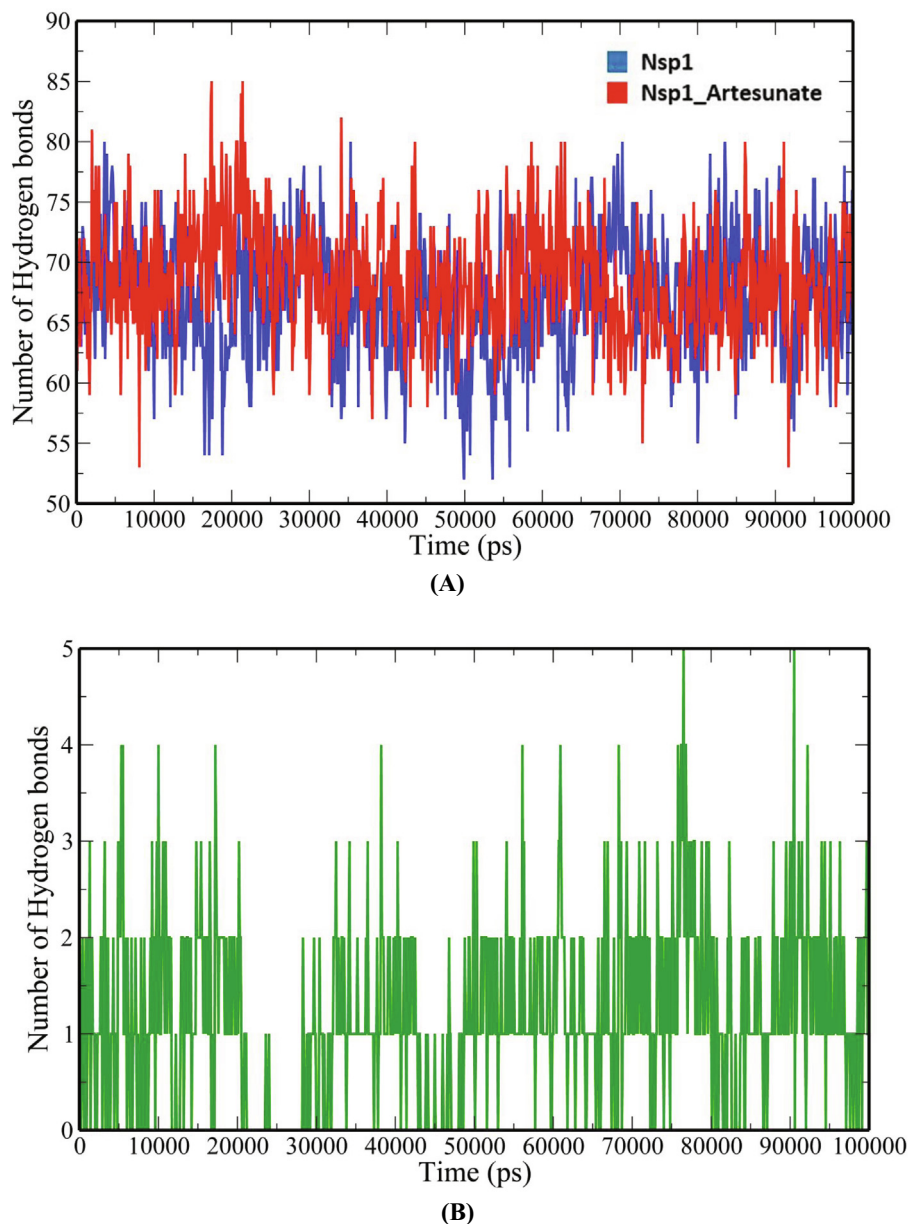 90
85
80
75
70
65
60
55
50
Number of Hydrogen bonds
Nsp1
Nsp1_Artesunate
0 10000 20000 30000 40000 50000 60000 70000 80000 90000 100000
Time (ps)
(A)
5
4
3
2
1
0
Number of Hydrogen bonds
0 10000 20000 30000 40000 50000 60000 70000 80000 90000 100000
Time (ps)
(B)